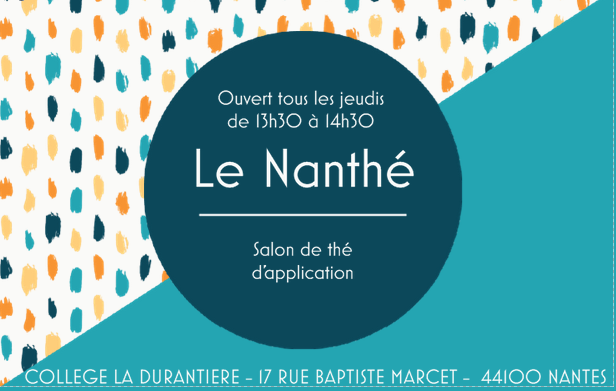 Ouvert tous les jeudis
de 13h30 à 14h30
Le Nanthé
Salon de thé
d'application
COLLEGE LA DURANTIERE - 17 RUE BAPTISTE MARCET - 44100 NANTES